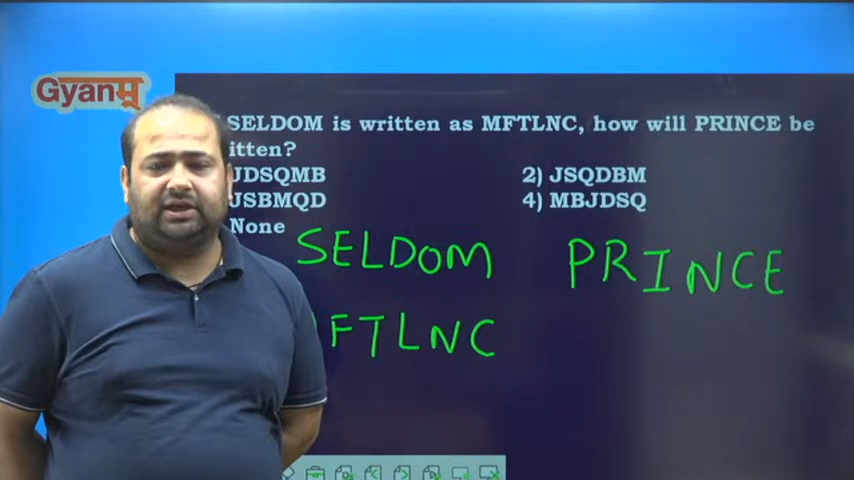 Gyanम्
SELDOM is written as MFTLNC, how will PRINCE be
itten?
JDSQMB 2) JSQDBM
JSBMQD 4) MBJDSQ
None
SELDOM PRINCE
FTLNC